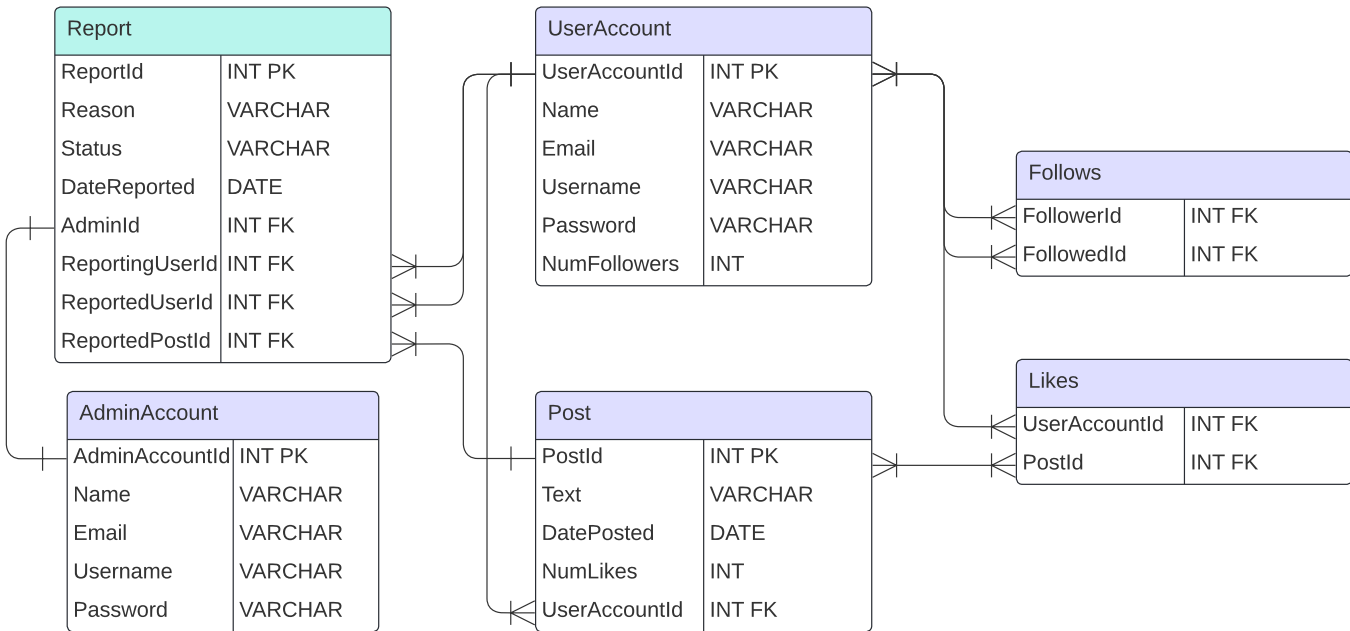 Report
ReportId INT PK
Reason VARCHAR
Status VARCHAR
DateReported DATE
AdminId INT FK
ReportingUserId INT FK
ReportedUserId INT FK
ReportedPostId INT FK
UserAccount
UserAccountId INT PK
Name VARCHAR
Email VARCHAR
Username VARCHAR
Password VARCHAR
NumFollowers INT
Follows
FollowerId INT FK
FollowedId INT FK
AdminAccount
AdminAccountId INT PK
Name VARCHAR
Email VARCHAR
Username VARCHAR
Password VARCHAR
Post
PostId INT PK
Text VARCHAR
DatePosted DATE
NumLikes INT
UserAccountId INT FK
Likes
UserAccountId INT FK
PostId INT FK